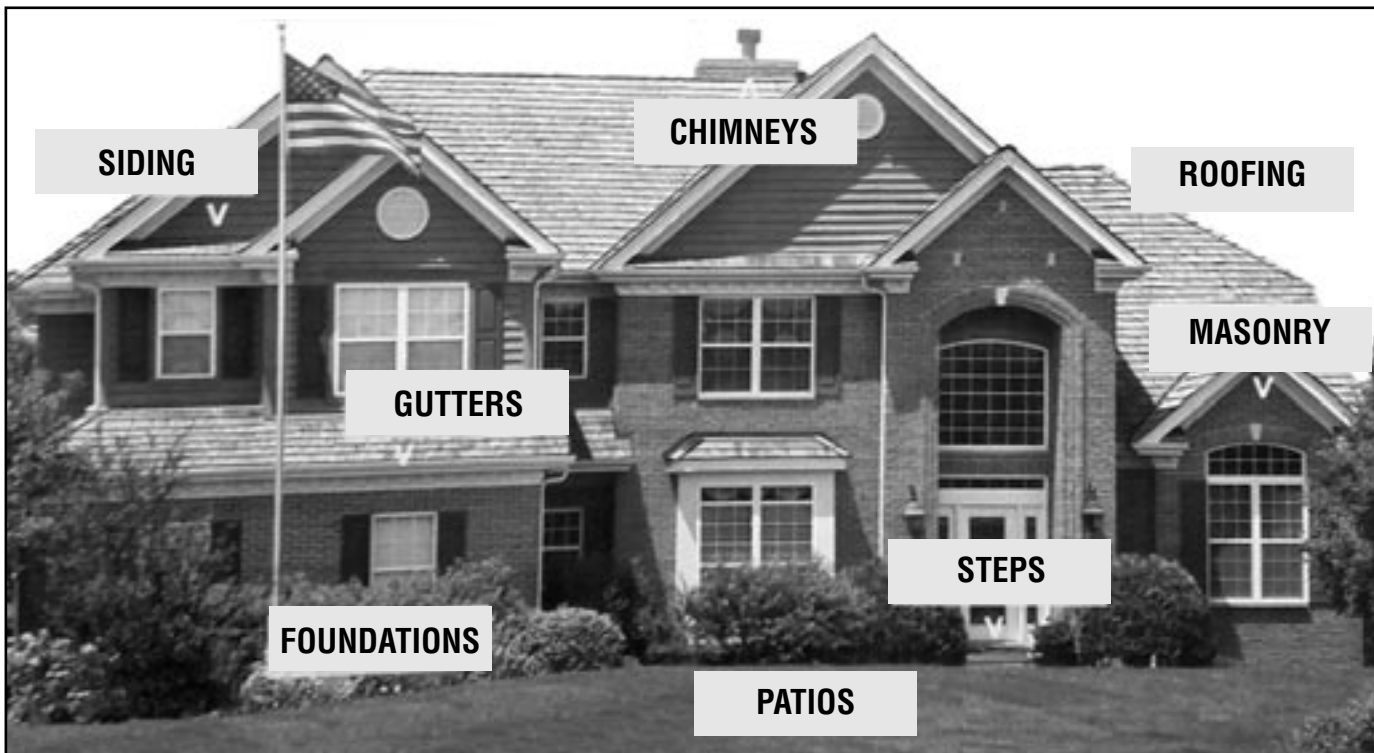 CHIMNEYS
SIDING
ROOFING
MASONRY
GUTTERS
STEPS
FOUNDATIONS
PATIOS